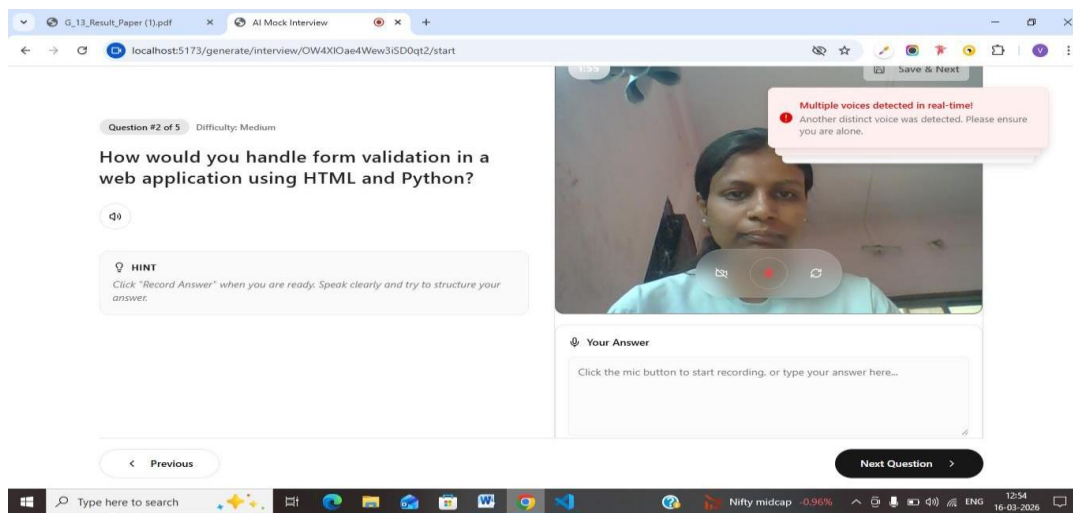 G_13_Result_Paper (1).pdf
AI Mock Interview
localhost:5173/generate/interview/OW4XIOae4Wew3iSD0qt2/start
V
1:55
Save & Next
Multiple voices detected in real-time!
Another distinct voice was detected. Please ensure
you are alone.
Question #2 of 5 Difficulty: Medium
How would you handle form validation in a
web application using HTML and Python?
HINT
Click "Record Answer" when you are ready. Speak clearly and try to structure your
answer.
Your Answer
Click the mic button to start recording, or type your answer here...
Previous
Next Question
Type here to search
Nifty midcap -0.96%
ENG
12:54
16-03-2026